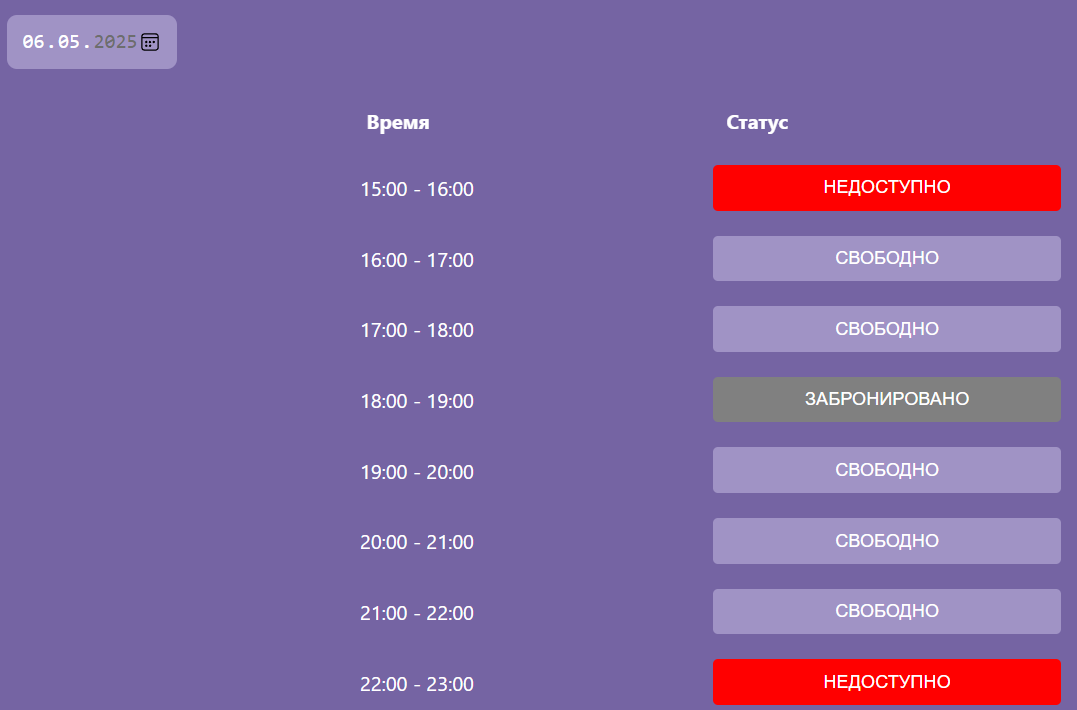 06.05.2025
Время Статус
15:00 - 16:00 НЕДОСТУПНО
16:00 - 17:00 СВОБОДНО
17:00 - 18:00 СВОБОДНО
18:00 - 19:00 ЗАБРОНИРОВАНО
19:00 - 20:00 СВОБОДНО
20:00 - 21:00 СВОБОДНО
21:00 - 22:00 СВОБОДНО
22:00 - 23:00 НЕДОСТУПНО